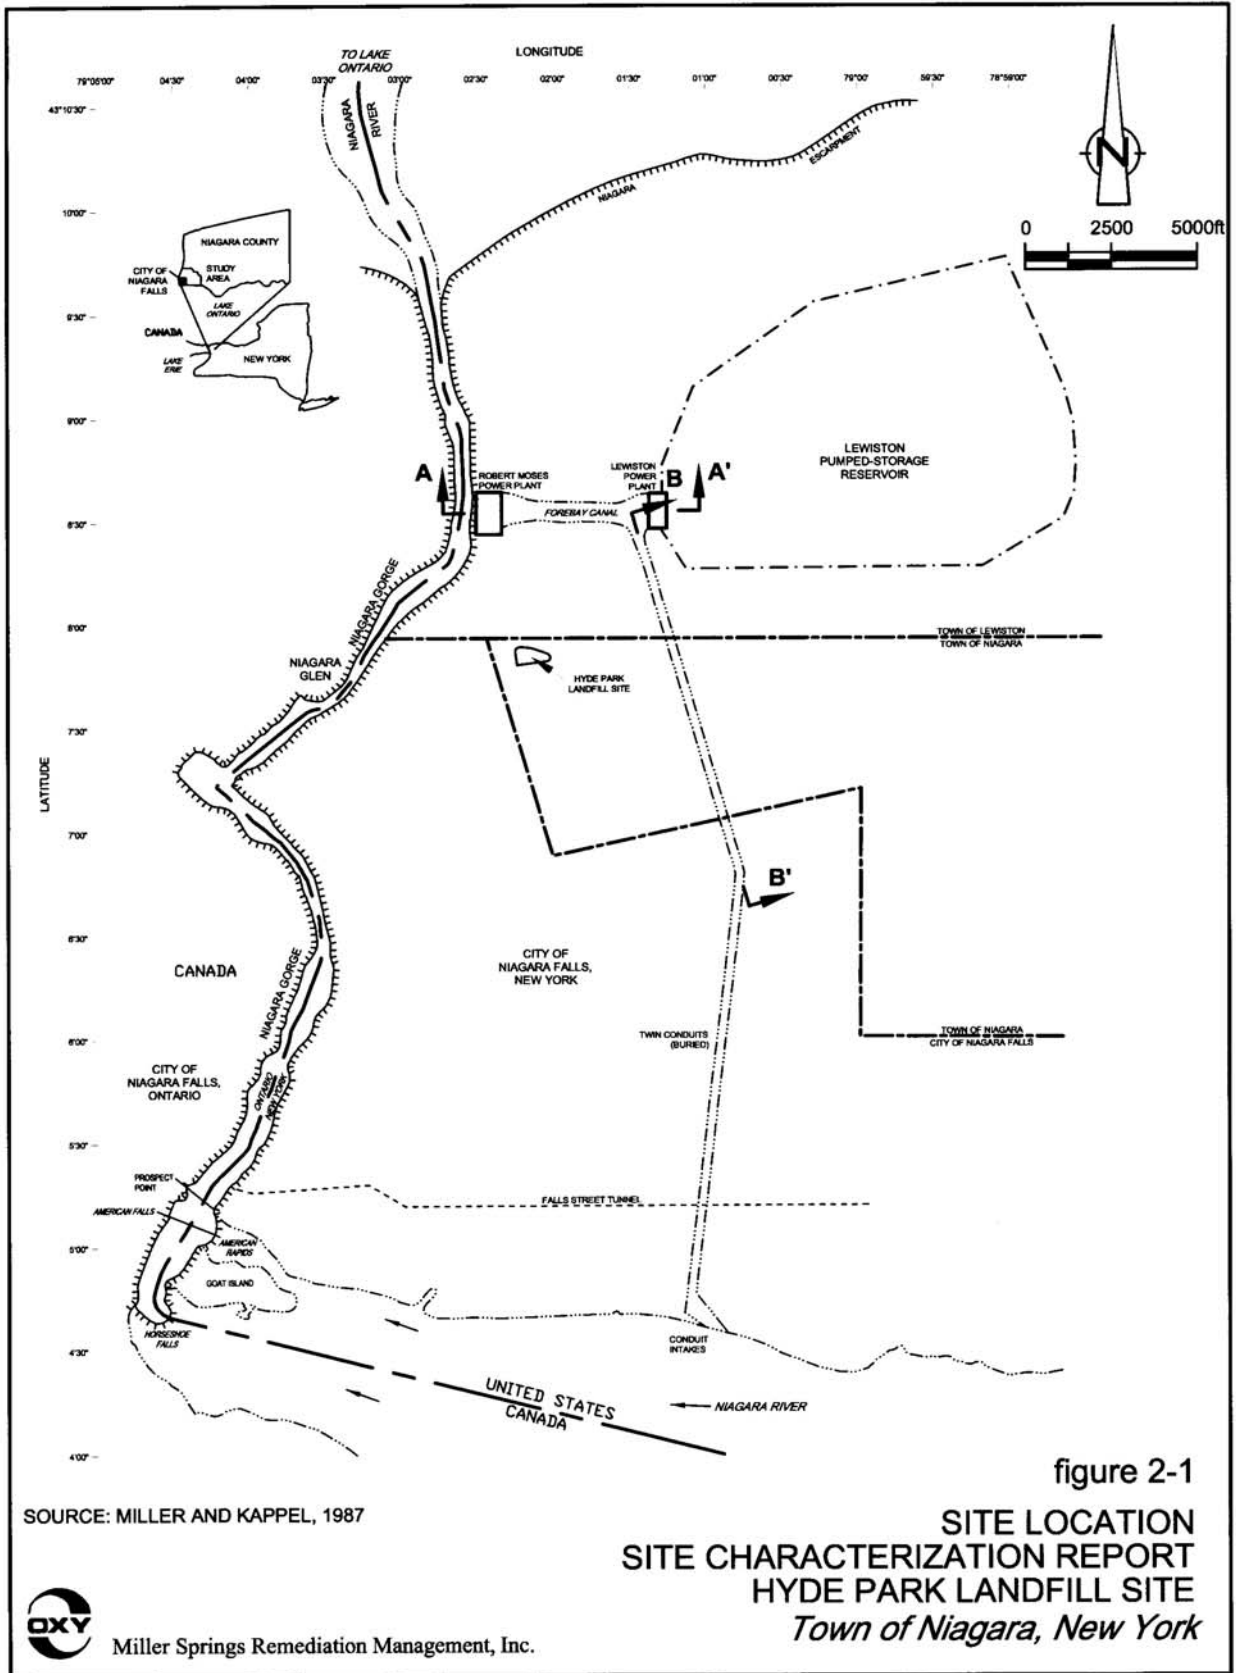 LONGITUDE
79°05'00" 04'30" 04'00" 03'30" 03'00" 02'30" 02'00" 01'30" 01'00" 00'30" 79°00" 59'30" 78°59'00"
TO LAKE
ONTARIO
43°10'30"
NIAGARA
RIVER
NIAGARA
ESCARPMENT
N
0 2500 5000ft
10'00"
NIAGARA COUNTY
STUDY
AREA
CITY OF
NIAGARA
FALLS
LAKE
ONTARIO
CANADA
LAKE
ERIE
NEW YORK
9'30"
9'00"
LEWISTON
PUMPED-STORAGE
RESERVOIR
A
ROBERT MOSES
POWER PLANT
LEWISTON
POWER
PLANT
B
A'
FOREBAY CANAL
8'30"
NIAGARA GORGE
8'00"
TOWN OF LEWISTON
TOWN OF NIAGARA
NIAGARA
GLEN
HYDE PARK
LANDFILL SITE
7'30"
LATITUDE
7'00"
B'
6'30"
CANADA
CITY OF
NIAGARA FALLS,
NEW YORK
NIAGARA GORGE
TWIN CONDUITS
(BURIED)
TOWN OF NIAGARA
CITY OF NIAGARA FALLS
6'00"
CITY OF
NIAGARA FALLS,
ONTARIO
ONTARIO
NEW YORK
5'30"
PROSPECT
POINT
FALLS STREET TUNNEL
AMERICAN FALLS
AMERICAN
RAPIDS
5'00"
GOAT ISLAND
HORSESHOE
FALLS
CONDUIT
INTAKES
4'30"
UNITED STATES
CANADA
NIAGARA RIVER
4'00"
figure 2-1
SOURCE: MILLER AND KAPPEL, 1987
SITE LOCATION
SITE CHARACTERIZATION REPORT
HYDE PARK LANDFILL SITE
Town of Niagara, New York
OXY
Miller Springs Remediation Management, Inc.